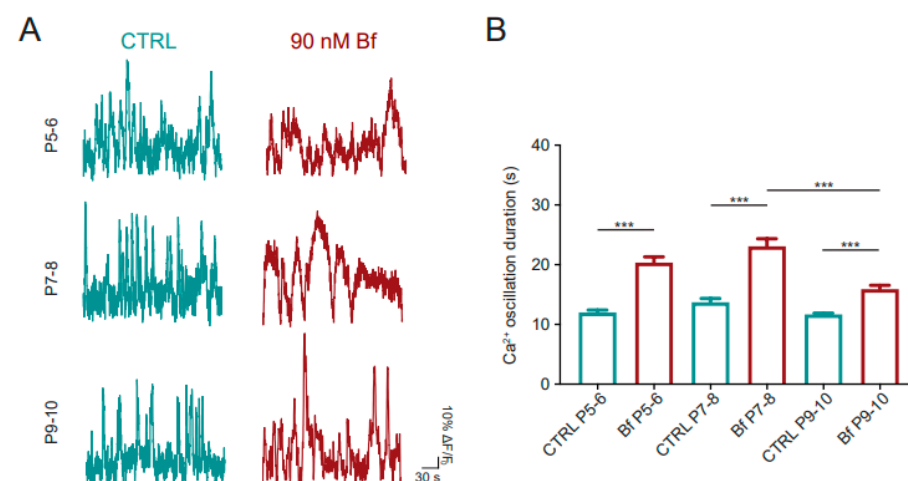 A
CTRL
90 nM Bf
P5-6
P7-8
P9-10
10% ΔF/F₀
30 s
B
Ca²⁺ oscillation duration (s)
40
30
20
10
0
***
***
***
***
CTRL P5-6
Bf P5-6
CTRL P7-8
Bf P7-8
CTRL P9-10
Bf P9-10